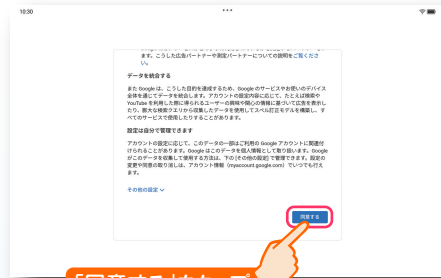 10:30
ます。こうした広告パートナーや測定パートナーについての説明をご覧くださ
い。
データを統合する
また Google は、こうした目的を達成するため、Google のサービスやお使いのデバイス
全体を通じてデータを統合します。アカウントの設定内容に応じて、たとえば検索や
YouTube を利用した際に得られるユーザーの興味や関心の情報に基づいて広告を表示し
たり、膨大な検索クエリから収集したデータを使用してスペル訂正モデルを構築し、す
べてのサービスで使用したりすることがあります。
設定は自分で管理できます
アカウントの設定に応じて、このデータの一部はご利用の Google アカウントに関連付
けられることがあります。Google はこのデータを個人情報として取り扱います。Google
がこのデータを収集して使用する方法は、下の [その他の設定] で管理できます。設定の
変更や同意の取り消しは、アカウント情報（myaccount.google.com）でいつでも行え
ます。
その他の設定
同意する
「同意する」をタップ